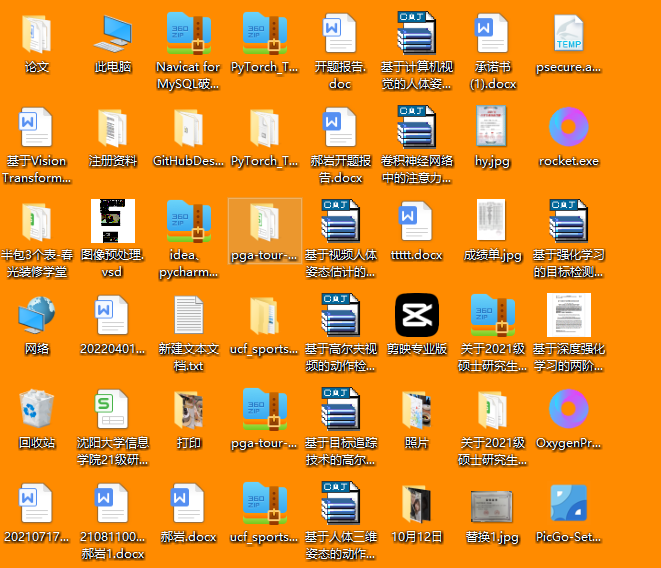 论文
此电脑
Navicat for
MySQL破...
PyTorch_T...
开题报告.
doc
基于计算机视
觉的人体姿...
承诺书
(1).docx
psecure.a...
基于Vision
Transform...
注册资料
GitHubDes...
PyTorch_T...
郝岩开题报
告.docx
卷积神经网络
中的注意力...
hy.jpg
rocket.exe
半包3个表-春
光装修学堂
图像预处理.
vsd
idea、
pycharm...
pga-tour-...
基于视频人体
姿态估计的...
ttttt.docx
成绩单.jpg
基于强化学习
的目标检测...
网络
20220401...
新建文本文
档.txt
ucf_sports...
基于高尔夫视
频的动作检...
剪映专业版
关于2021级
硕士研究生...
基于深度强化
学习的两阶...
回收站
沈阳大学信息
学院21级研...
打印
pga-tour-...
基于目标追踪
技术的高尔...
照片
关于2021级
硕士研究生...
OxygenPr...
20210717...
21081100...
郝岩1.docx
郝岩.docx
ucf_sports...
基于人体三维
姿态的动作...
10月12日
替换1.jpg
PicGo-Set...